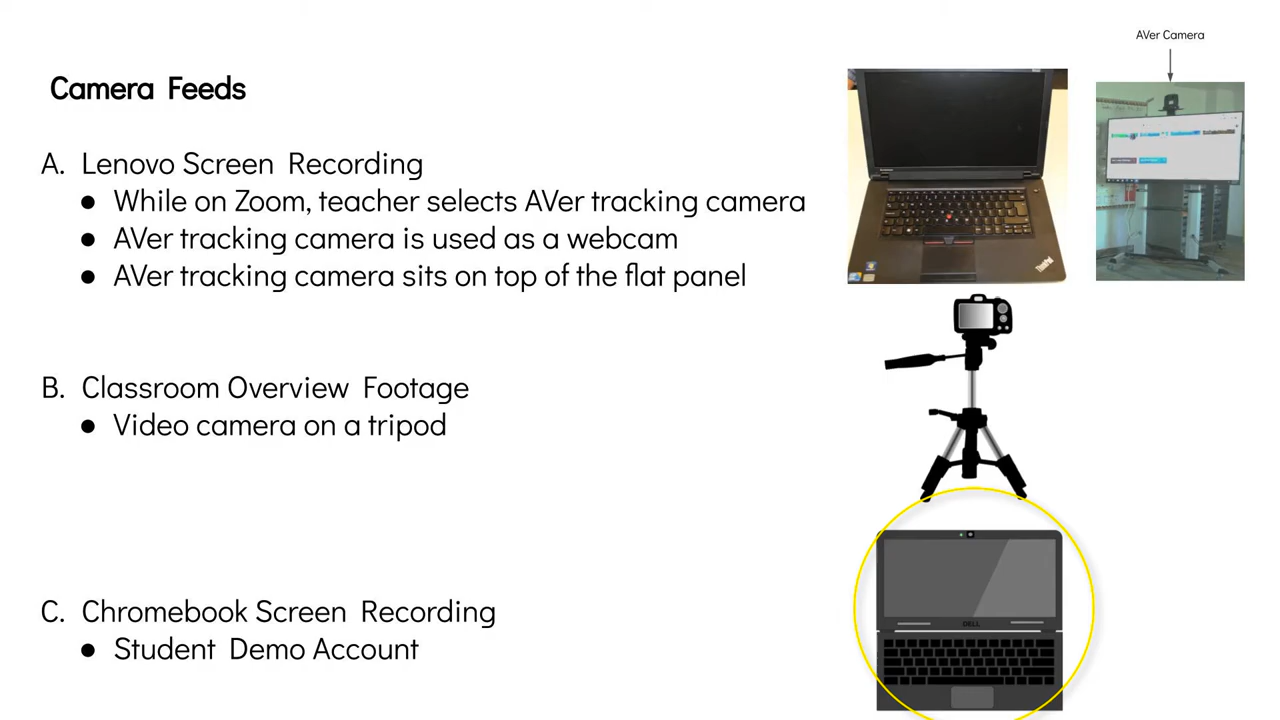 AVer Camera
Camera Feeds
A. Lenovo Screen Recording
● While on Zoom, teacher selects AVer tracking camera
● AVer tracking camera is used as a webcam
● AVer tracking camera sits on top of the flat panel
ThinkPad
B. Classroom Overview Footage
● Video camera on a tripod
DELL
C. Chromebook Screen Recording
● Student Demo Account